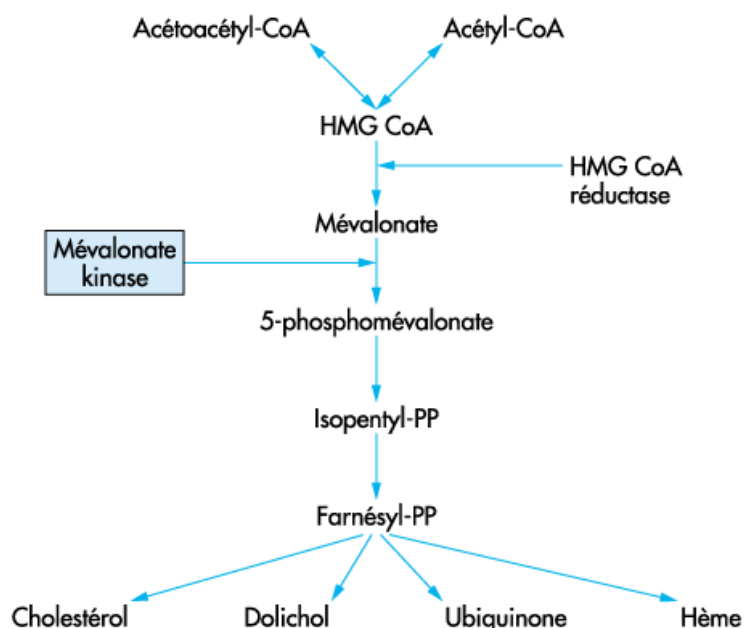 Acétoacétyl-CoA
Acétyl-CoA
HMG CoA
HMG CoA
réductase
Mévalonate
Mévalonate
kinase
5-phosphomévalonate
Isopentyl-PP
Farnésyl-PP
Cholestérol
Dolichol
Ubiquinone
Hème